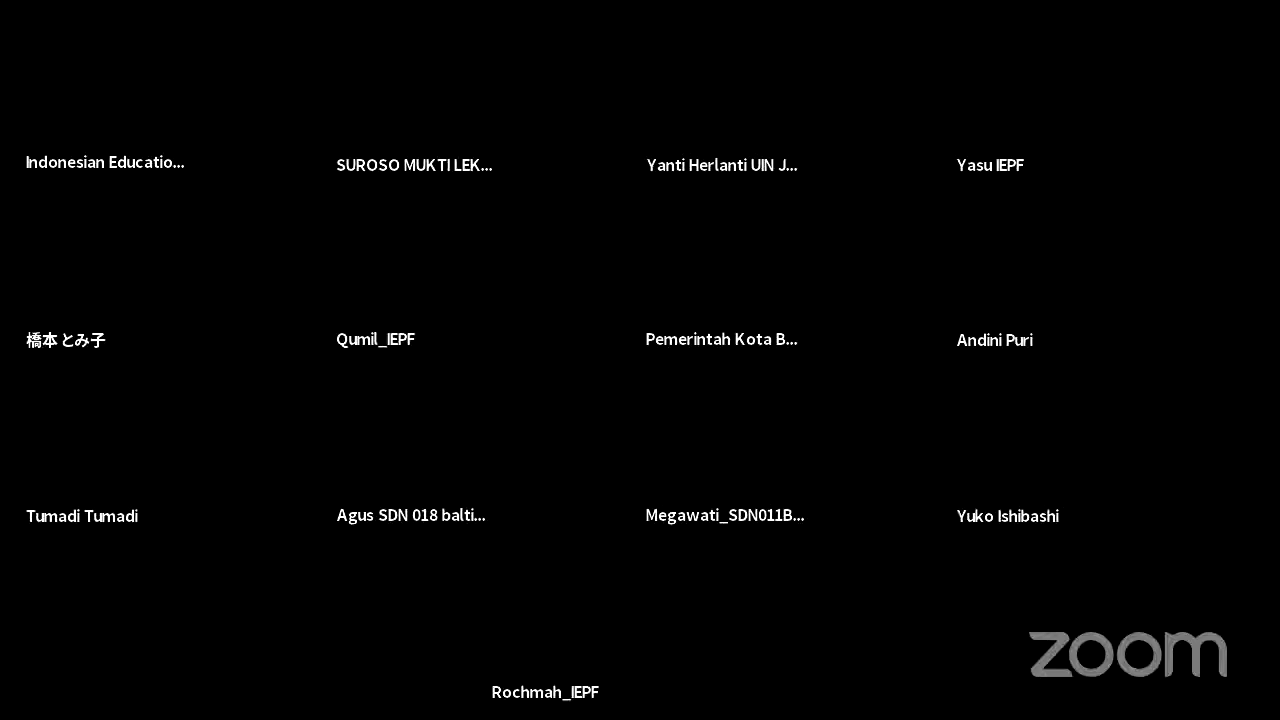 Indonesian Educatio...
SUROSO MUKTI LEK...
Yanti Herlanti UIN J...
Yasu IEPF
橋本 とみ子
Qumil_IEPF
Pemerintah Kota B...
Andini Puri
Tumadi Tumadi
Agus SDN 018 balti...
Megawati_SDN011B...
Yuko Ishibashi
Rochmah_IEPF
zoom